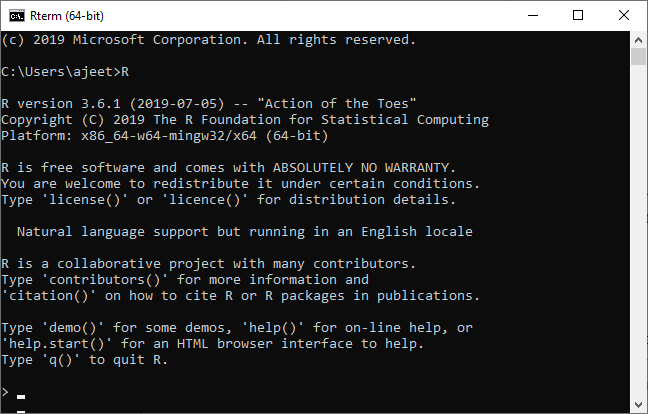 Rterm (64-bit)
(c) 2019 Microsoft Corporation. All rights reserved.
C:\Users\ajeet>R
R version 3.6.1 (2019-07-05) -- "Action of the Toes"
Copyright (C) 2019 The R Foundation for Statistical Computing
Platform: x86_64-w64-mingw32/x64 (64-bit)
R is free software and comes with ABSOLUTELY NO WARRANTY.
You are welcome to redistribute it under certain conditions.
Type 'license()' or 'licence()' for distribution details.
  Natural language support but running in an English locale
R is a collaborative project with many contributors.
Type 'contributors()' for more information and
'citation()' on how to cite R or R packages in publications.
Type 'demo()' for some demos, 'help()' for on-line help, or
'help.start()' for an HTML browser interface to help.
Type 'q()' to quit R.
>